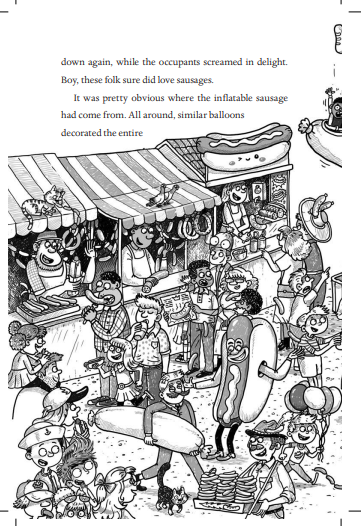 down again, while the occupants screamed in delight.
Boy, these folk sure did love sausages.
It was pretty obvious where the inflatable sausage
had come from. All around, similar balloons
decorated the entire